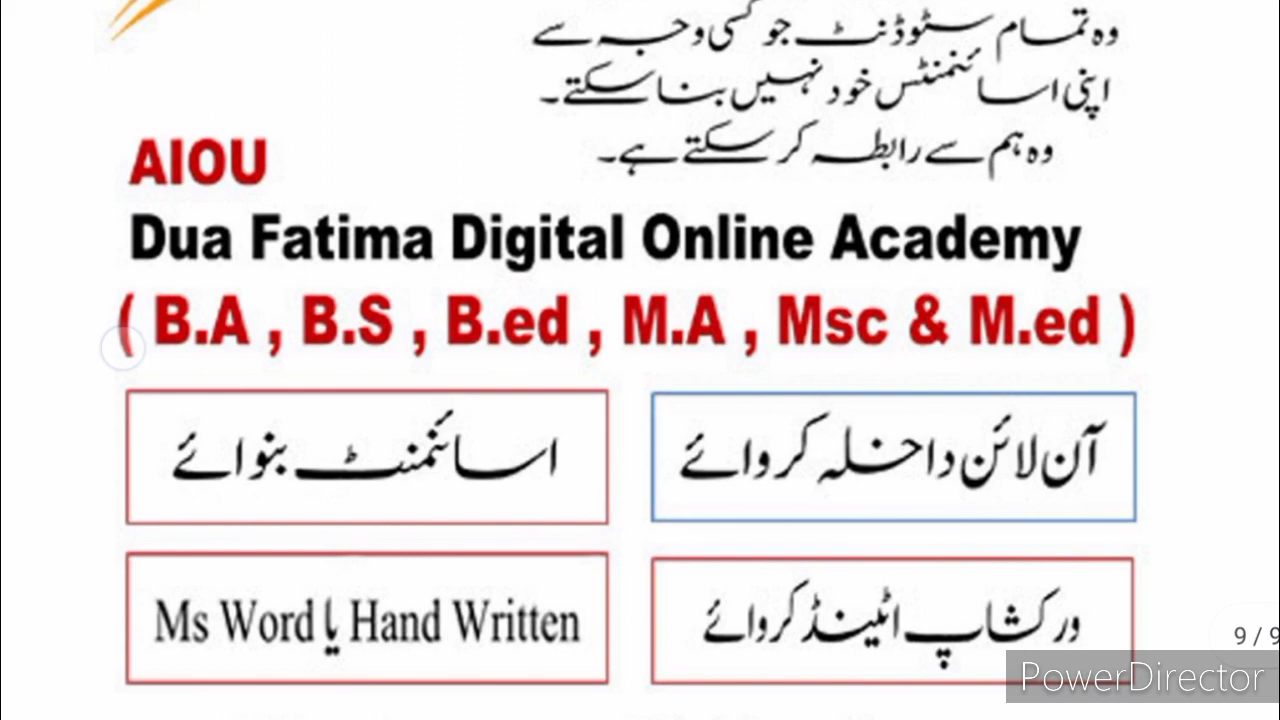 وہ تمام سٹوڈنٹ جو کسی وجہ سے
اپنی اسائنمنٹس خود نہیں بنا سکتے۔
وہ ہم سے رابطہ کر سکتے ہے۔
AIOU
Dua Fatima Digital Online Academy
( B.A , B.S , B.ed , M.A , Msc & M.ed )
آن لائن داخلہ کروائے
اسائنمنٹ بنوائے
ورکشاپ اٹینڈ کروائے
Ms Word یا Hand Written
9 / 9
PowerDirector